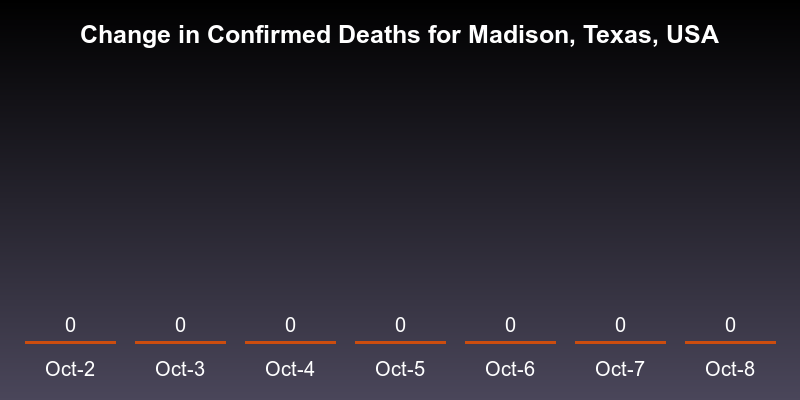 Change in Confirmed Deaths for Madison, Texas, USA
0 0 0 0 0 0 0
Oct-2 Oct-3 Oct-4 Oct-5 Oct-6 Oct-7 Oct-8